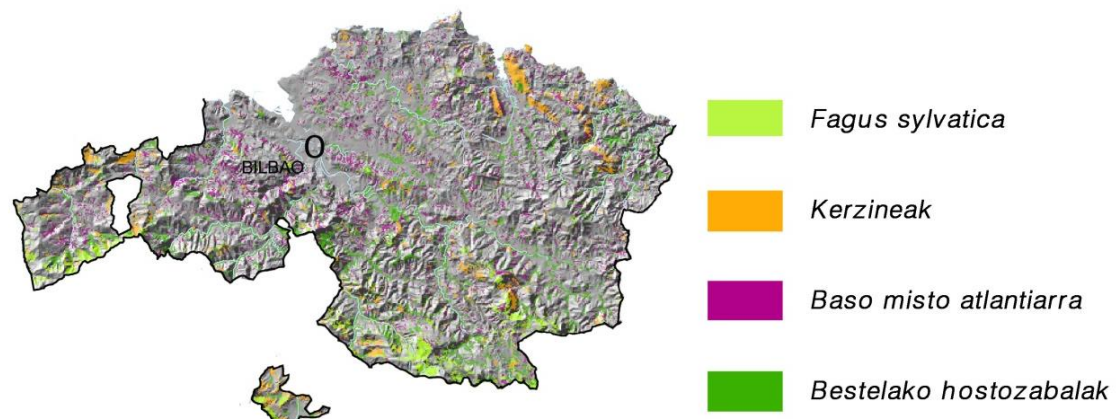 BILBAO
Fagus sylvatica
Kerzineak
Baso misto atlantiarra
Bestelako hostozabalak